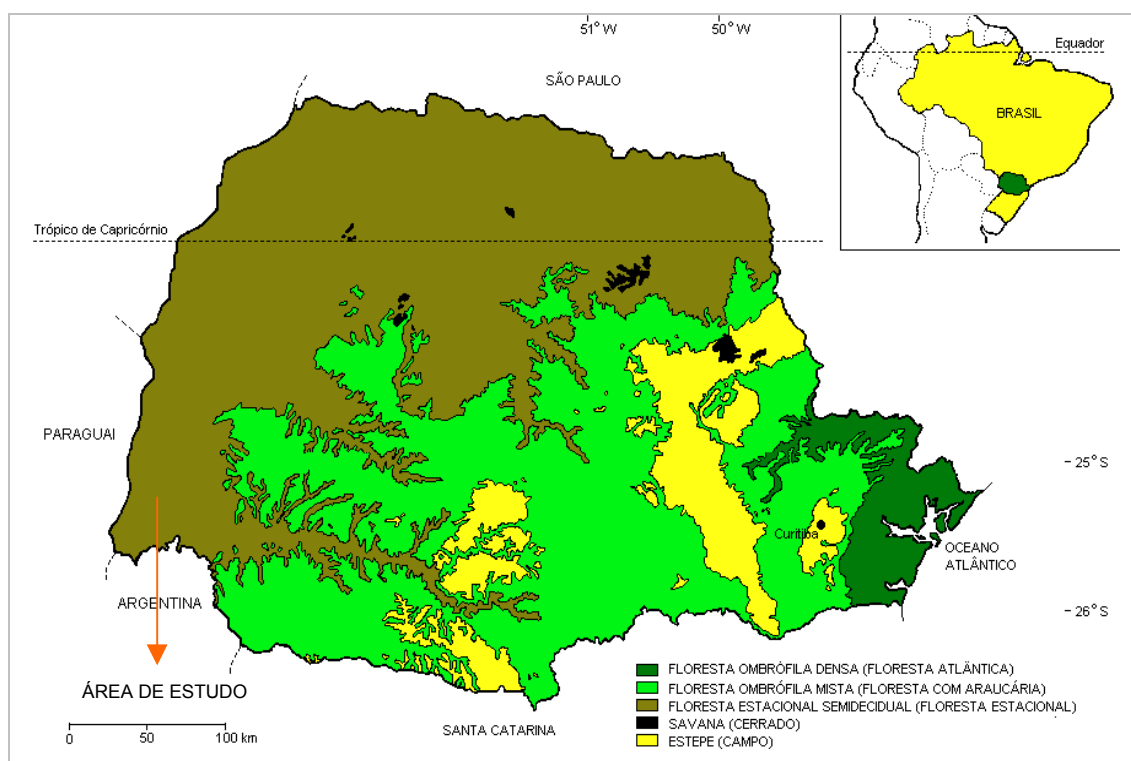 51° W
50° W
Equador
SÃO PAULO
BRASIL
Trópico de Capricórnio
PARAGUAI
- 25° S
Curitiba
OCEANO
ATLÂNTICO
ARGENTINA
- 26° S
ÁREA DE ESTUDO
FLORESTA OMBRÓFILA DENSA (FLORESTA ATLÂNTICA)
FLORESTA OMBRÓFILA MISTA (FLORESTA COM ARAUCÁRIA)
FLORESTA ESTACIONAL SEMIDECIDUAL (FLORESTA ESTACIONAL)
SAVANA (CERRADO)
ESTEPE (CAMPO)
SANTA CATARINA
0 50 100 km